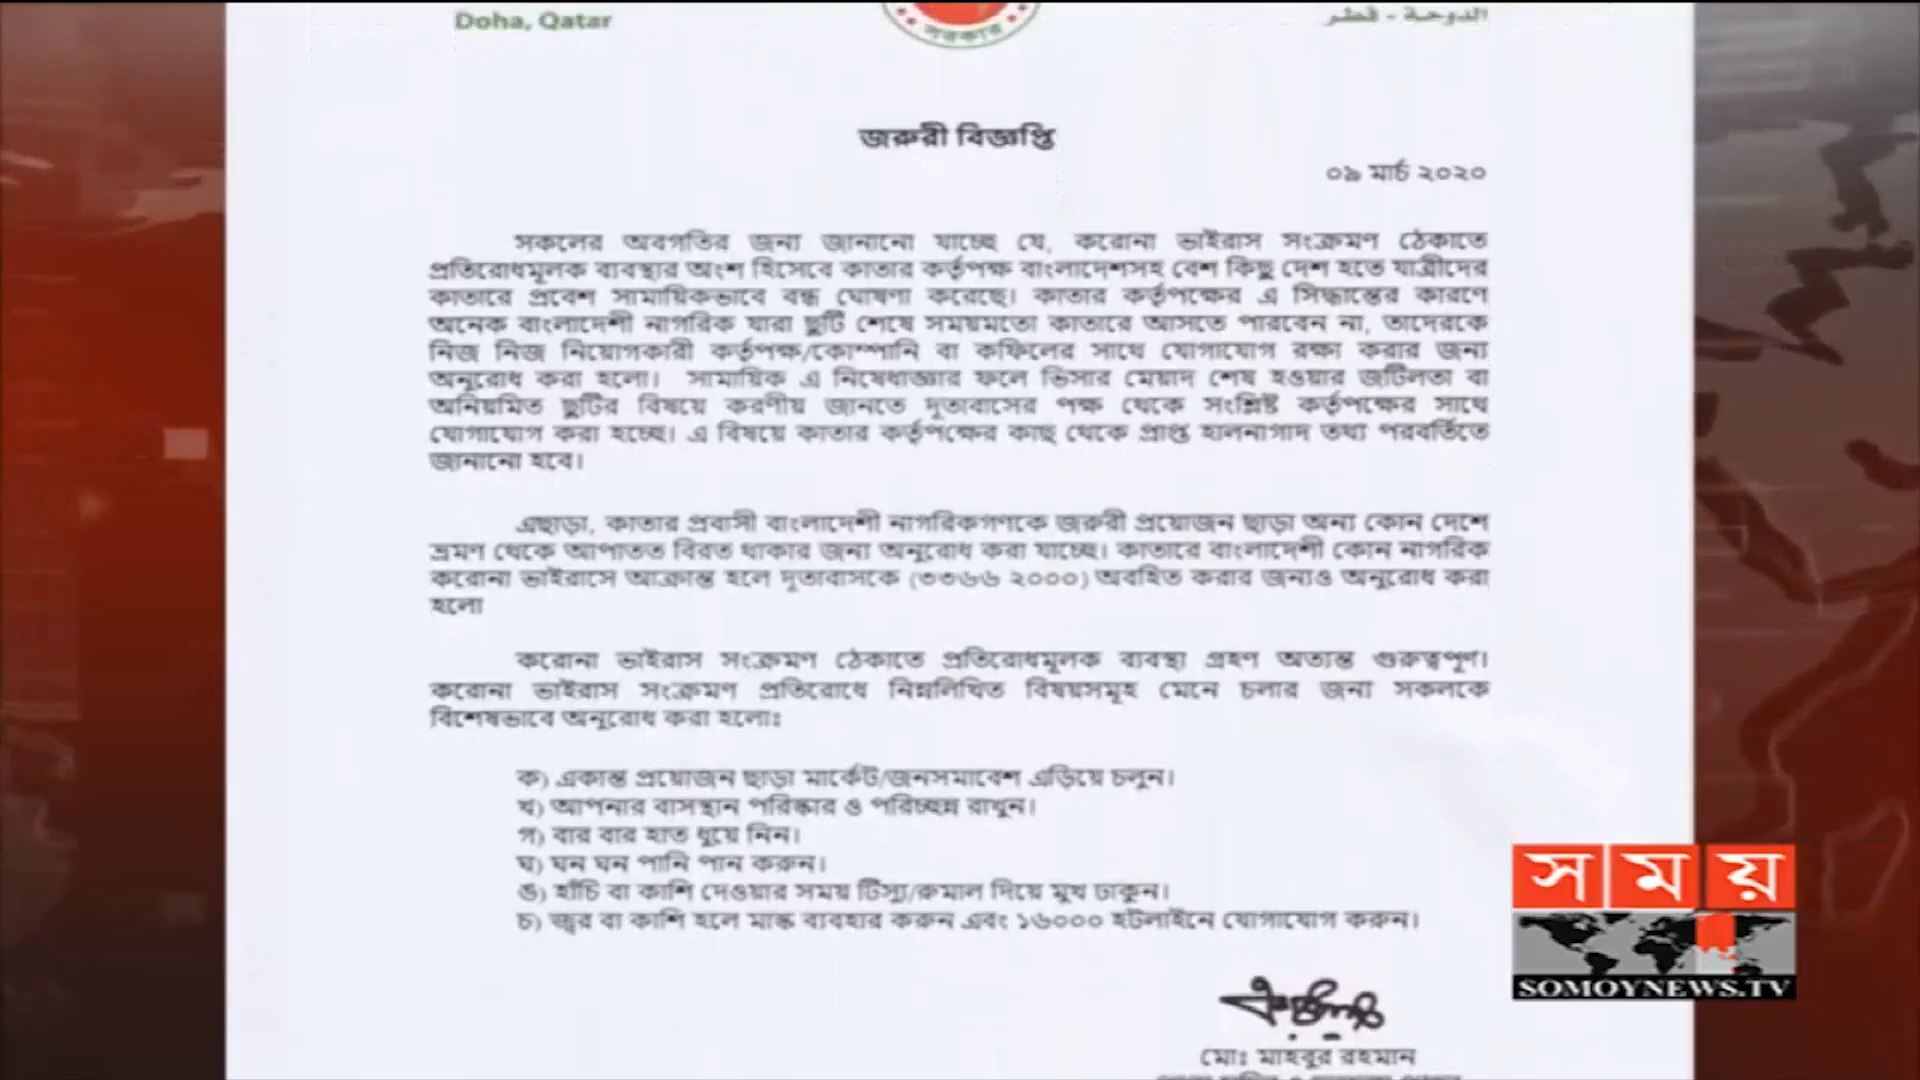 Doha, Qatar
الدوحة - قطر
সরকার
জরুরী বিজ্ঞপ্তি
০৯ মার্চ ২০২০
সকলের অবগতির জন্য জানানো যাচ্ছে যে, করোনা ভাইরাস সংক্রমণ ঠেকাতে
প্রতিরোধমূলক ব্যবস্থার অংশ হিসেবে কাতার কর্তৃপক্ষ বাংলাদেশসহ বেশ কিছু দেশ হতে যাত্রীদের
কাতারে প্রবেশ সাময়িকভাবে বন্ধ ঘোষণা করেছে। কাতার কর্তৃপক্ষের এ সিদ্ধান্তের কারণে
অনেক বাংলাদেশী নাগরিক যারা ছুটি শেষে সময়মতো কাতারে আসতে পারবেন না, তাদেরকে
নিজ নিজ নিয়োগকারী কর্তৃপক্ষ/কোম্পানি বা কফিলের সাথে যোগাযোগ রক্ষা করার জন্য
অনুরোধ করা হলো। সাময়িক এ নিষেধাজ্ঞার ফলে ভিসার মেয়াদ শেষ হওয়ার জটিলতা বা
অনিয়মিত ছুটির বিষয়ে করণীয় জানতে দূতাবাসের পক্ষ থেকে সংশ্লিষ্ট কর্তৃপক্ষের সাথে
যোগাযোগ করা হচ্ছে। এ বিষয়ে কাতার কর্তৃপক্ষের কাছ থেকে প্রাপ্ত হালনাগাদ তথ্য পরবর্তিতে
জানানো হবে।
এছাড়া, কাতার প্রবাসী বাংলাদেশী নাগরিকগণকে জরুরী প্রয়োজন ছাড়া অন্য কোন দেশে
ভ্রমণ থেকে আপাতত বিরত থাকার জন্য অনুরোধ করা যাচ্ছে। কাতারে বাংলাদেশী কোন নাগরিক
করোনা ভাইরাসে আক্রান্ত হলে দূতাবাসকে (৩৩৬৬ ২০০০) অবহিত করার জন্যও অনুরোধ করা
হলো
করোনা ভাইরাস সংক্রমণ ঠেকাতে প্রতিরোধমূলক ব্যবস্থা গ্রহণ অত্যন্ত গুরুত্বপূর্ণ।
করোনা ভাইরাস সংক্রমণ প্রতিরোধে নিম্নলিখিত বিষয়সমূহ মেনে চলার জন্য সকলকে
বিশেষভাবে অনুরোধ করা হলোঃ
ক) একান্ত প্রয়োজন ছাড়া মার্কেট/জনসমাবেশ এড়িয়ে চলুন।
খ) আপনার বাসস্থান পরিষ্কার ও পরিচ্ছন্ন রাখুন।
গ) বার বার হাত ধুয়ে নিন।
ঘ) ঘন ঘন পানি পান করুন।
ঙ) হাঁচি বা কাশি দেওয়ার সময় টিস্যু/রুমাল দিয়ে মুখ ঢাকুন।
চ) জ্বর বা কাশি হলে মাস্ক ব্যবহার করুন এবং ১৬০০০ হটলাইনে যোগাযোগ করুন।
মোঃ মাহবুর রহমান
সময়
SOMOYNEWS.TV